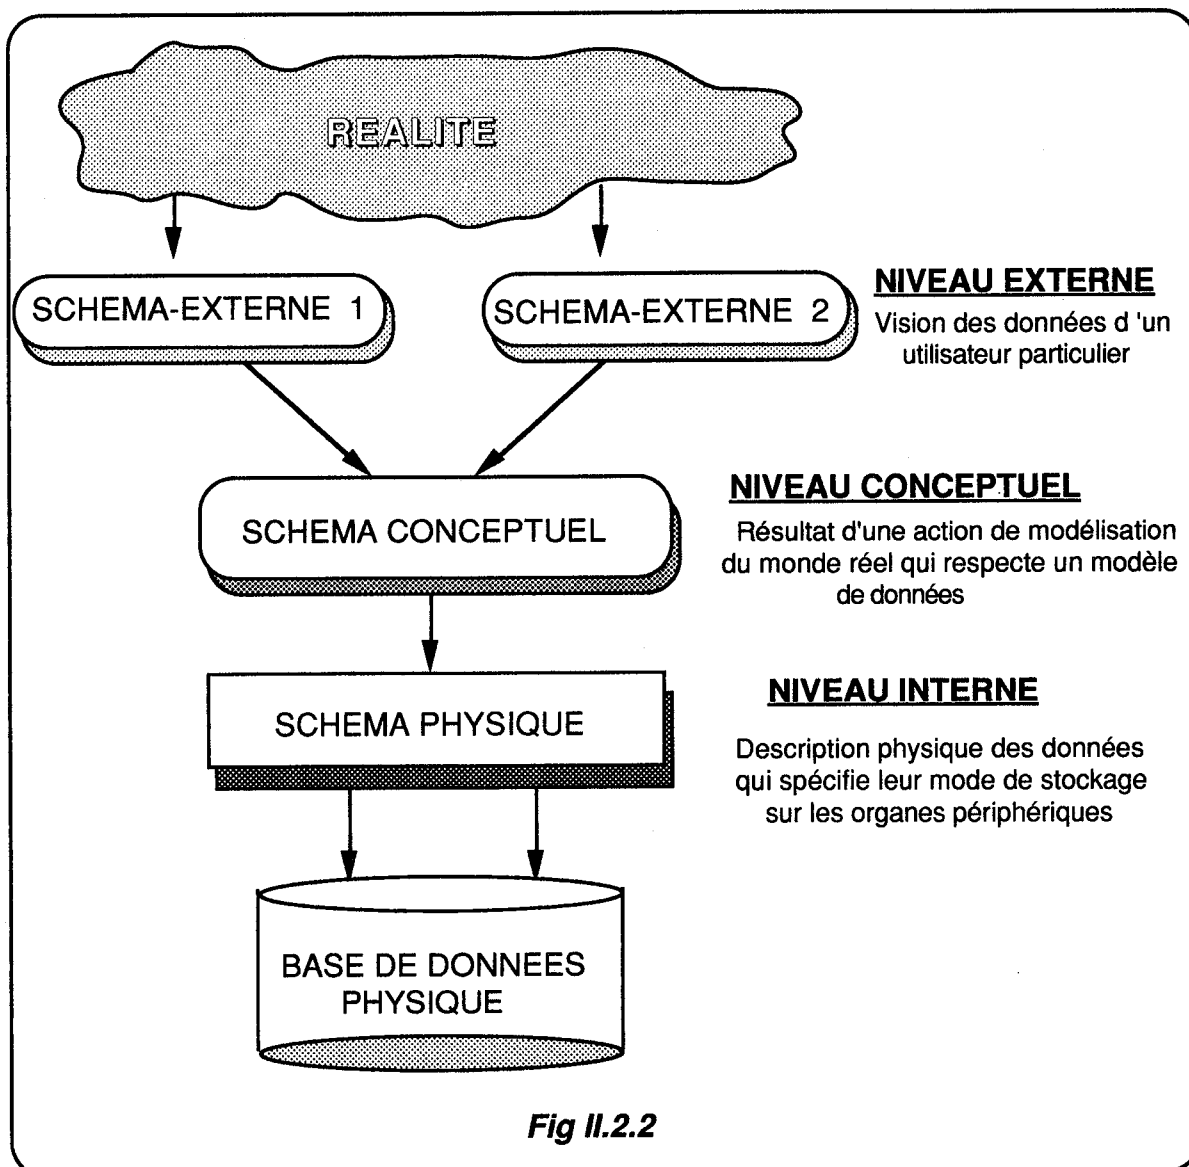 REALITE
SCHEMA-EXTERNE 1
SCHEMA-EXTERNE 2
NIVEAU EXTERNE
Vision des données d 'un
utilisateur particulier
SCHEMA CONCEPTUEL
NIVEAU CONCEPTUEL
Résultat d'une action de modélisation
du monde réel qui respecte un modèle
de données
SCHEMA PHYSIQUE
NIVEAU INTERNE
Description physique des données
qui spécifie leur mode de stockage
sur les organes périphériques
BASE DE DONNEES
PHYSIQUE
Fig II.2.2